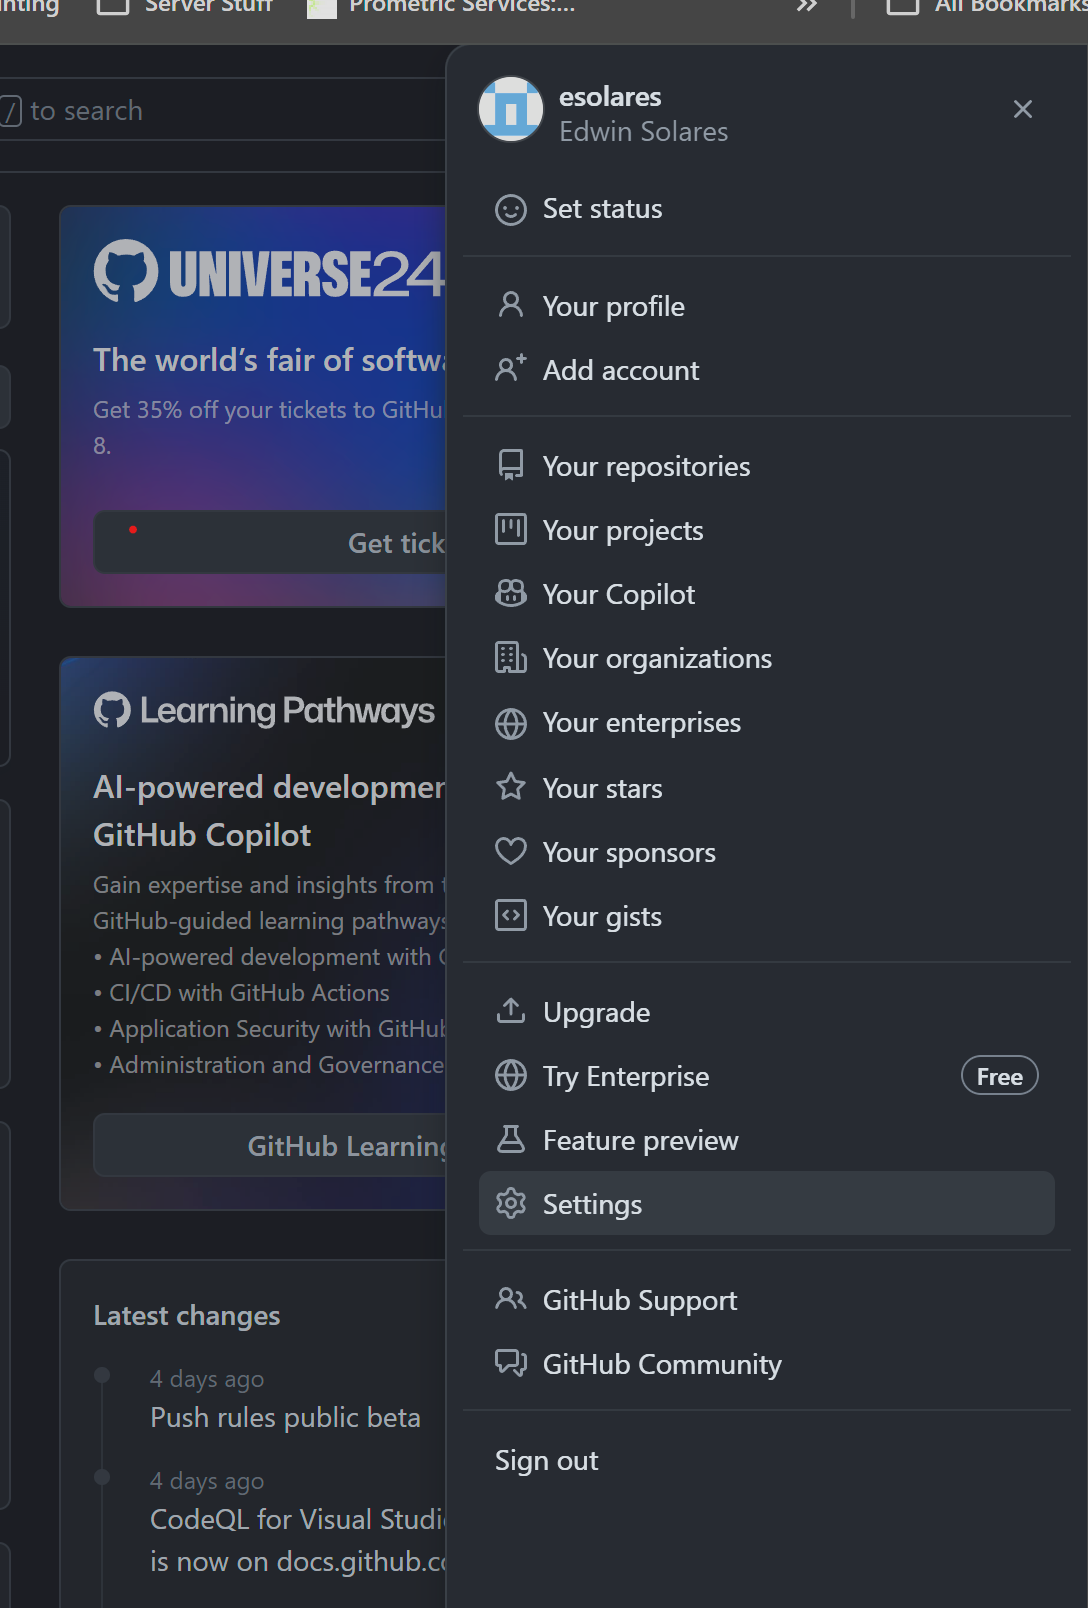 Server Stuff
Prometric Services:...
All Bookmarks
/ to search
esolares
Edwin Solares
Set status
Your profile
Add account
Your repositories
Your projects
Your Copilot
Your organizations
Your enterprises
Your stars
Your sponsors
Your gists
Upgrade
Try Enterprise
Free
Feature preview
Settings
GitHub Support
GitHub Community
Sign out
UNIVERSE24
The world's fair of softwa
Get 35% off your tickets to GitHu
8.
Get tick
Learning Pathways
AI-powered developmen
GitHub Copilot
Gain expertise and insights from t
GitHub-guided learning pathways
• AI-powered development with G
• CI/CD with GitHub Actions
• Application Security with GitHub
• Administration and Governance
GitHub Learning
Latest changes
4 days ago
Push rules public beta
4 days ago
CodeQL for Visual Studio
is now on docs.github.co